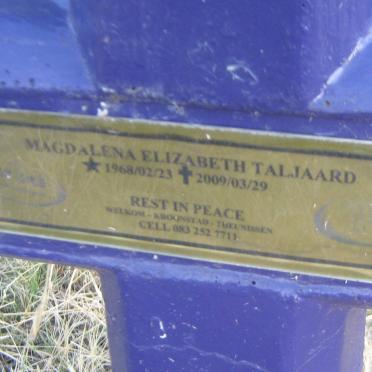 MAGDALENA ELIZABETH TALJAARD
★ 1968/02/23 ✝ 2009/03/29
REST IN PEACE
WELKOM - KROONSTAD - THEUNISSEN
CELL 083 252 7711